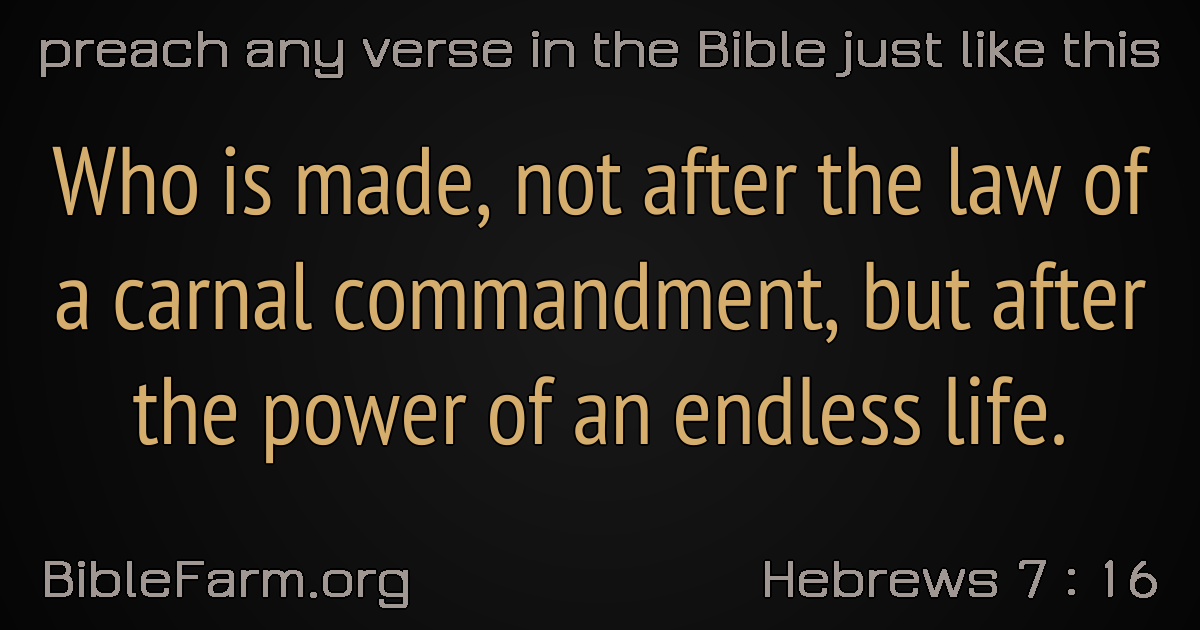 preach any verse in the Bible just like this
Who is made, not after the law of
a carnal commandment, but after
the power of an endless life.
BibleFarm.org
Hebrews 7 : 16